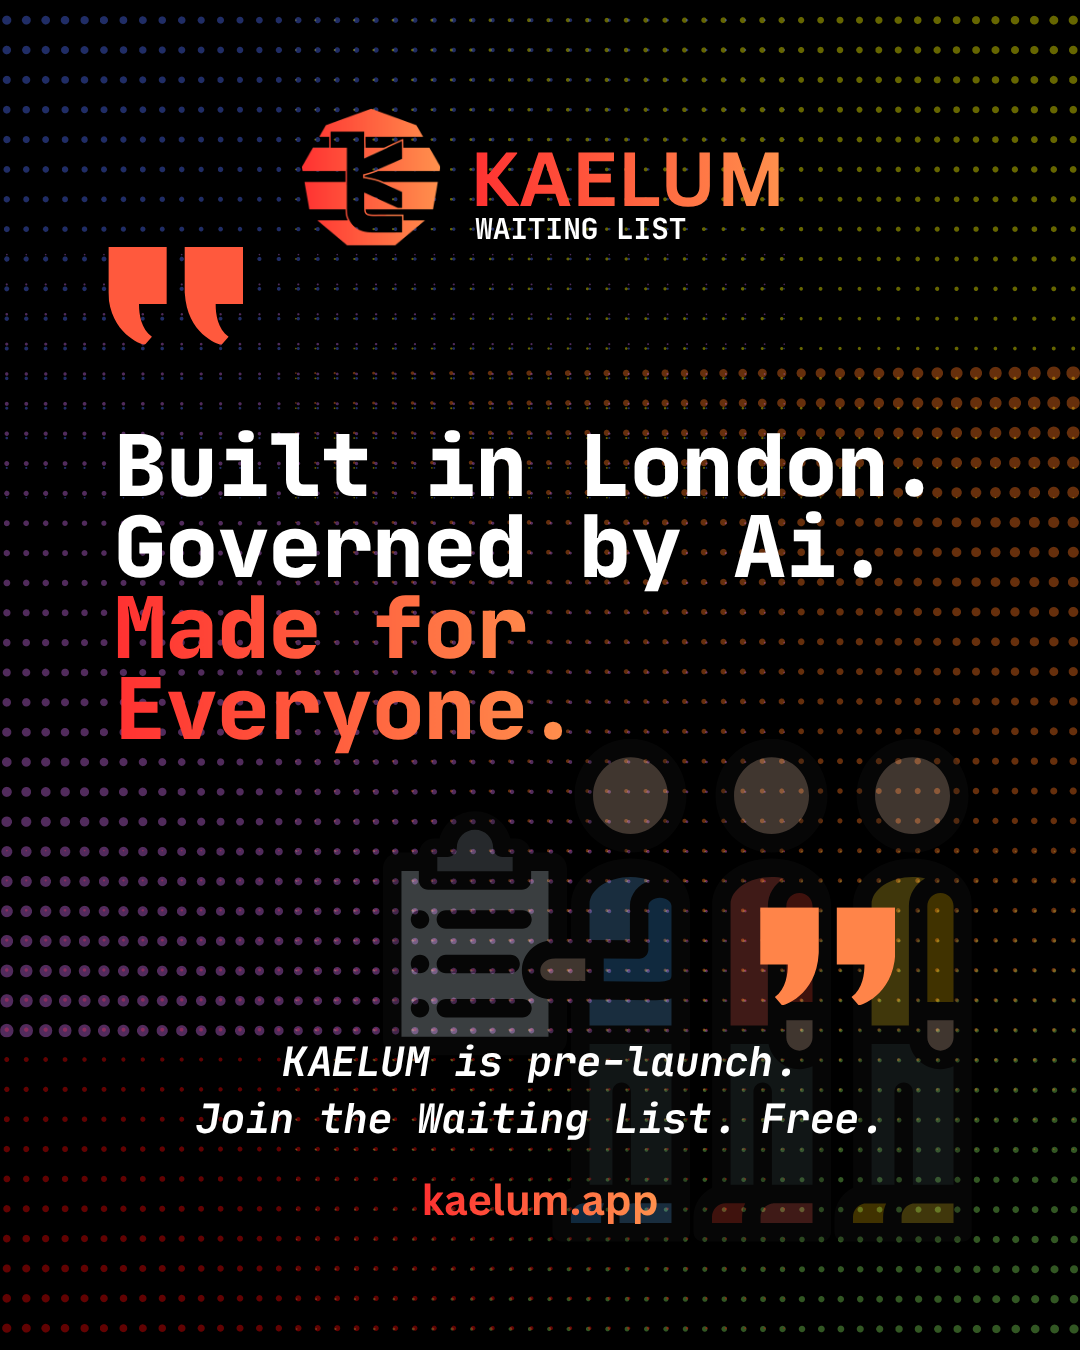 KAELUM
WAITING LIST
Built in London.
Governed by Ai.
Made for
Everyone.
KAELUM is pre-launch.
Join the Waiting List. Free.
kaelum.app